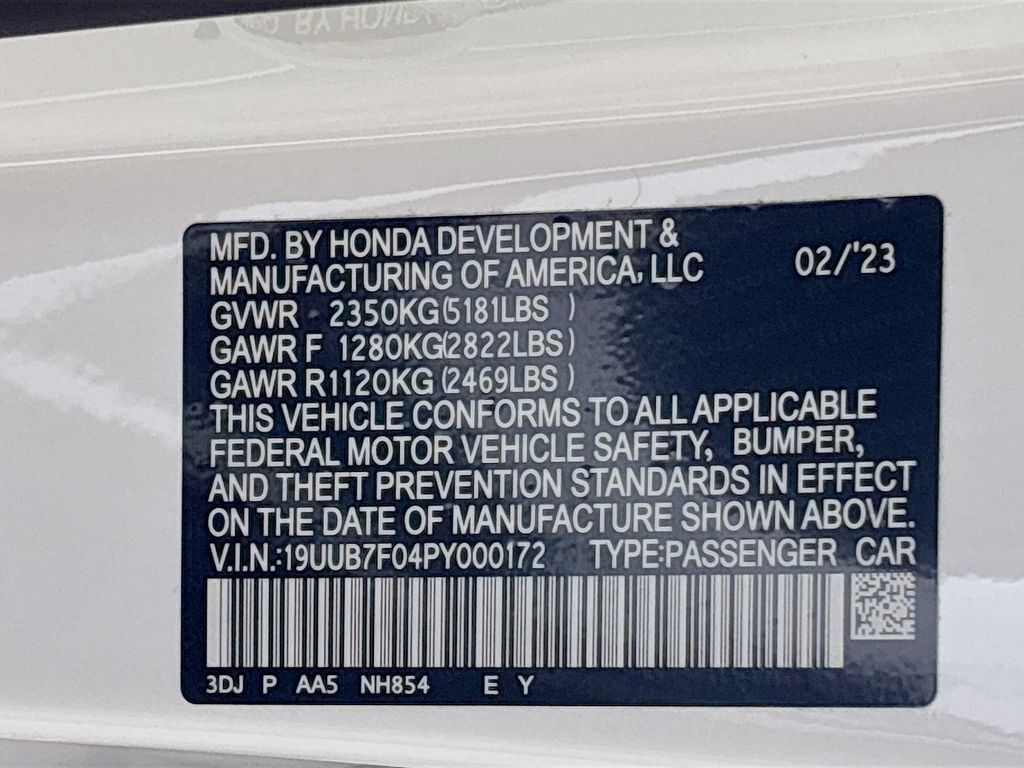 MFD. BY HONDA DEVELOPMENT &
MANUFACTURING OF AMERICA, LLC 02/'23
GVWR 2350KG(5181LBS )
GAWR F 1280KG(2822LBS)
GAWR R1120KG (2469LBS )
THIS VEHICLE CONFORMS TO ALL APPLICABLE
FEDERAL MOTOR VEHICLE SAFETY, BUMPER,
AND THEFT PREVENTION STANDARDS IN EFFECT
ON THE DATE OF MANUFACTURE SHOWN ABOVE.
V.I.N.:19UUB7F04PY000172 TYPE:PASSENGER CAR
3DJ P AA5 NH854 E Y